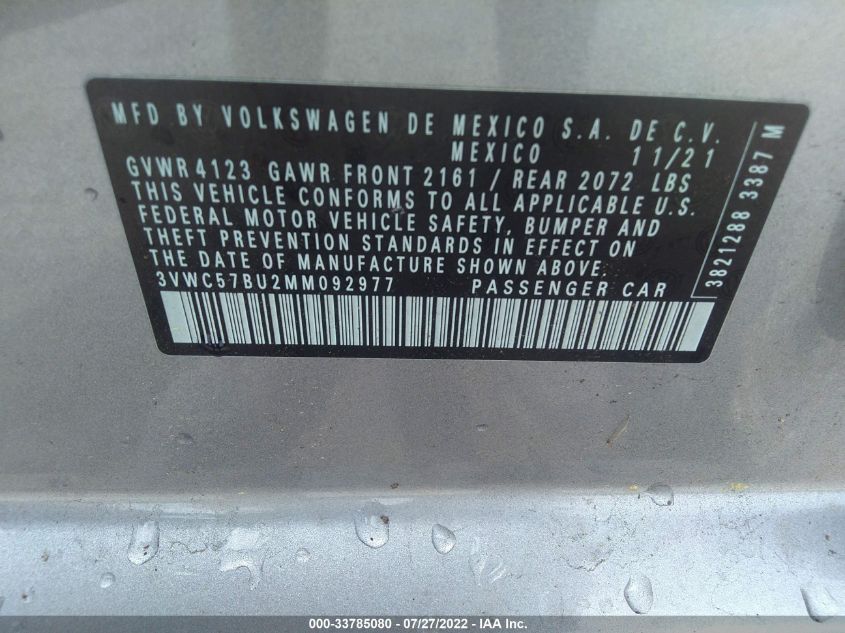 MFD BY VOLKSWAGEN DE MEXICO S.A. DE C.V.
MEXICO 11/21
GVWR 4123 GAWR FRONT 2161 / REAR 2072 LBS
THIS VEHICLE CONFORMS TO ALL APPLICABLE U.S.
FEDERAL MOTOR VEHICLE SAFETY, BUMPER AND
THEFT PREVENTION STANDARDS IN EFFECT ON
THE DATE OF MANUFACTURE SHOWN ABOVE.
3VWC57BU2MM092977 PASSENGER CAR
3821288 3387 M
000-33785080 - 07/27/2022 - IAA Inc.